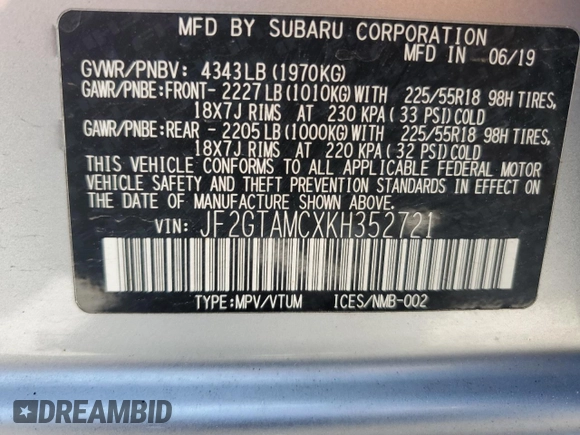 MFD BY SUBARU CORPORATION
MFD IN 06/19
GVWR/PNBV: 4343LB(1970KG)
GAWR/PNBE:FRONT- 2227LB(1010KG)WITH 225/55R18 98H TIRES,
18X7J RIMS AT 230 KPA(33 PSI)COLD
GAWR/PNBE:REAR - 2205LB(1000KG)WITH 225/55R18 98H TIRES,
18X7J RIMS AT 220 KPA(32 PSI)COLD
THIS VEHICLE CONFORMS TO ALL APPLICABLE FEDERAL MOTOR
VEHICLE SAFETY AND THEFT PREVENTION STANDARDS IN EFFECT ON
THE DATE OF MANUFACTURE SHOWN ABOVE.
VIN: JF2GTAMCXKH352721
TYPE:MPV/VTUM ICES/NMB-002
DREAMBID